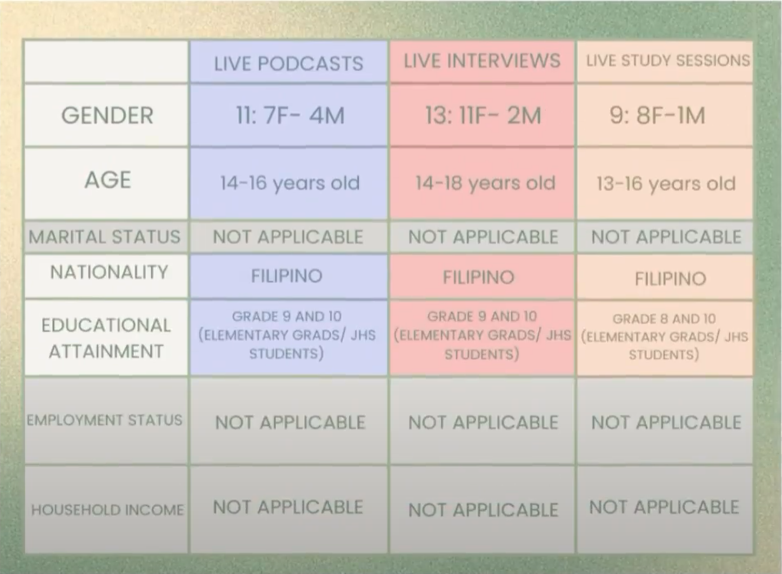 LIVE PODCASTS LIVE INTERVIEWS LIVE STUDY SESSIONS
GENDER 11: 7F- 4M 13: 11F- 2M 9: 8F-1M
AGE 14-16 years old 14-18 years old 13-16 years old
MARITAL STATUS NOT APPLICABLE NOT APPLICABLE NOT APPLICABLE
NATIONALITY FILIPINO FILIPINO FILIPINO
EDUCATIONAL
ATTAINMENT
GRADE 9 AND 10
(ELEMENTARY GRADS/ JHS
STUDENTS)
GRADE 9 AND 10
(ELEMENTARY GRADS/ JHS
STUDENTS)
GRADE 8 AND 10
(ELEMENTARY GRADS/ JHS
STUDENTS)
EMPLOYMENT STATUS NOT APPLICABLE NOT APPLICABLE NOT APPLICABLE
HOUSEHOLD INCOME NOT APPLICABLE NOT APPLICABLE NOT APPLICABLE